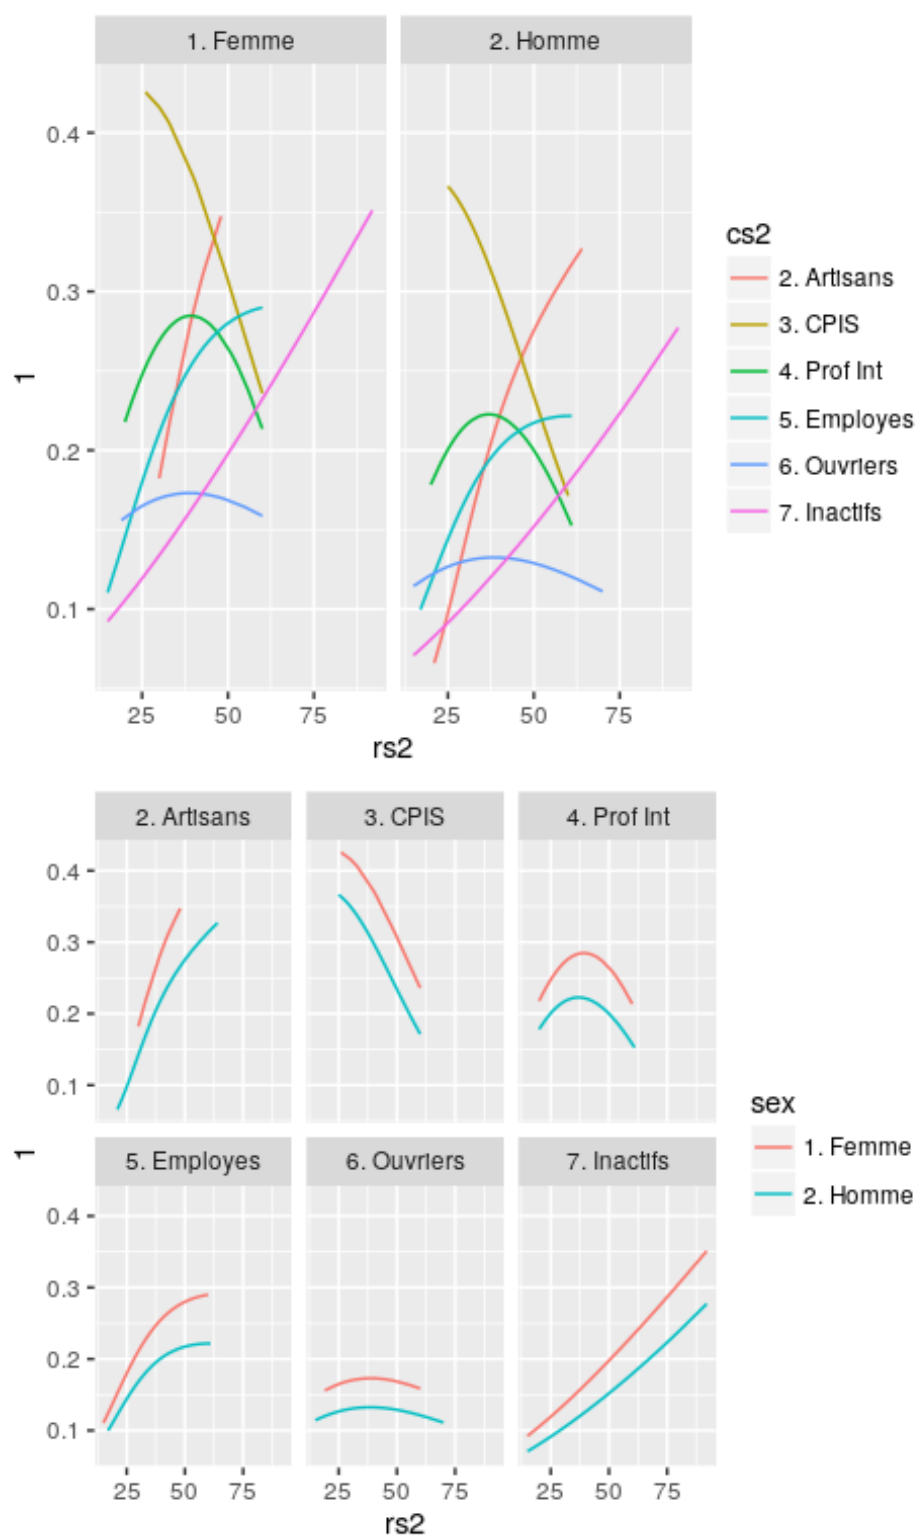 1. Femme 2. Homme
0.4
0.3
0.2
0.1
1
25 50 75 25 50 75
rs2
cs2
2. Artisans
3. CPIS
4. Prof Int
5. Employes
6. Ouvriers
7. Inactifs
2. Artisans 3. CPIS 4. Prof Int
0.4
0.3
0.2
0.1
1
5. Employes 6. Ouvriers 7. Inactifs
0.4
0.3
0.2
0.1
25 50 75 25 50 75 25 50 75
rs2
sex
1. Femme
2. Homme